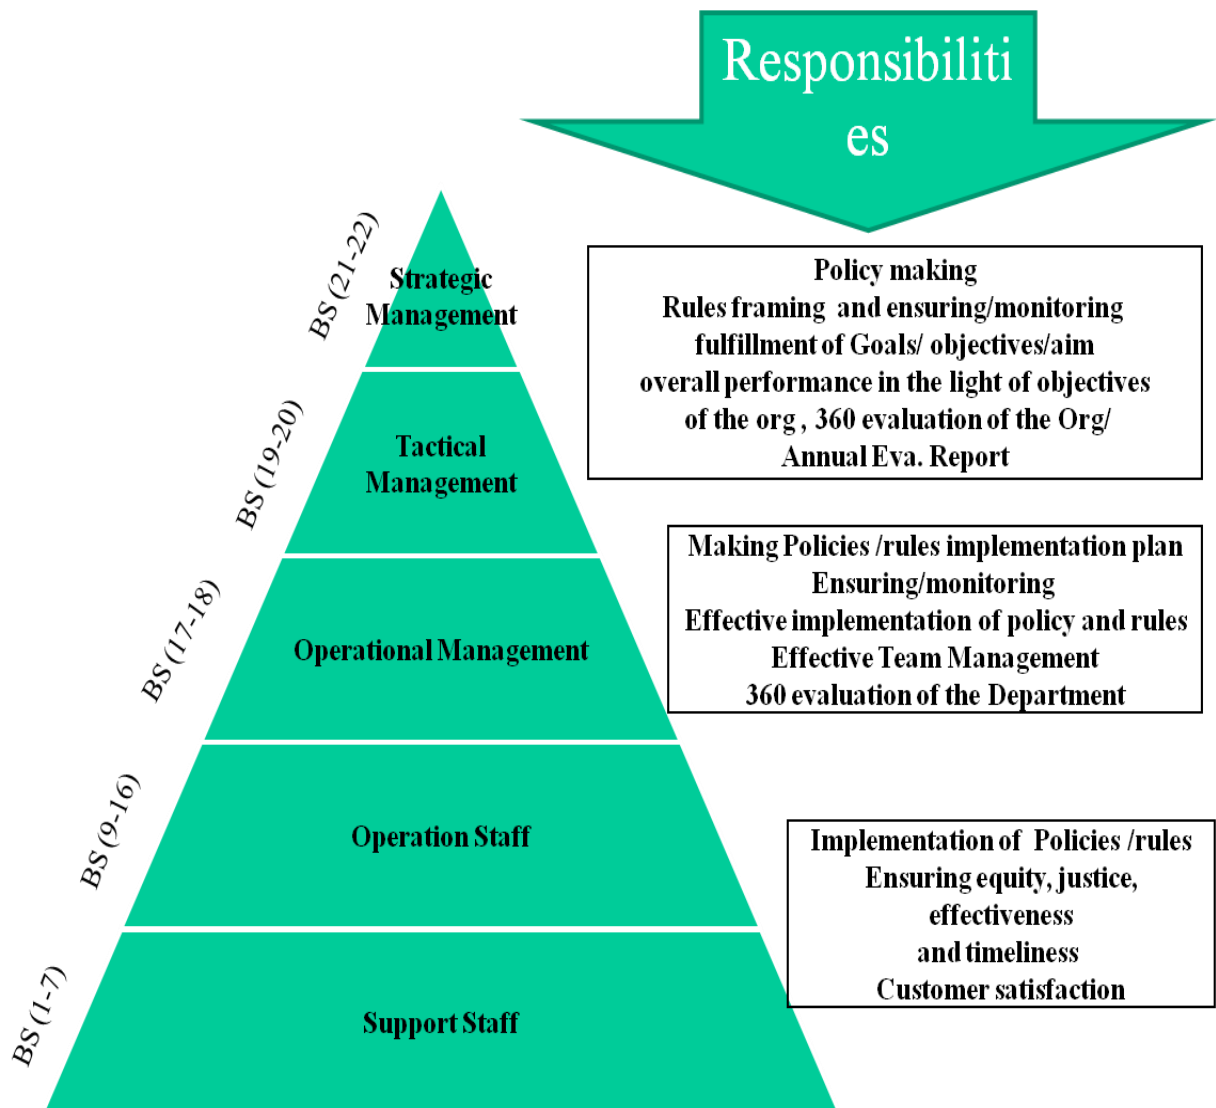 Responsibiliti
es
BS (21-22)
Strategic
Management
BS (19-20)
Tactical
Management
BS (17-18)
Operational Management
BS (9-16)
Operation Staff
BS (1-7)
Support Staff
Policy making
Rules framing and ensuring/monitoring
fulfillment of Goals/ objectives/aim
overall performance in the light of objectives
of the org , 360 evaluation of the Org/
Annual Eva. Report
Making Policies /rules implementation plan
Ensuring/monitoring
Effective implementation of policy and rules
Effective Team Management
360 evaluation of the Department
Implementation of Policies /rules
Ensuring equity, justice,
effectiveness
and timeliness
Customer satisfaction